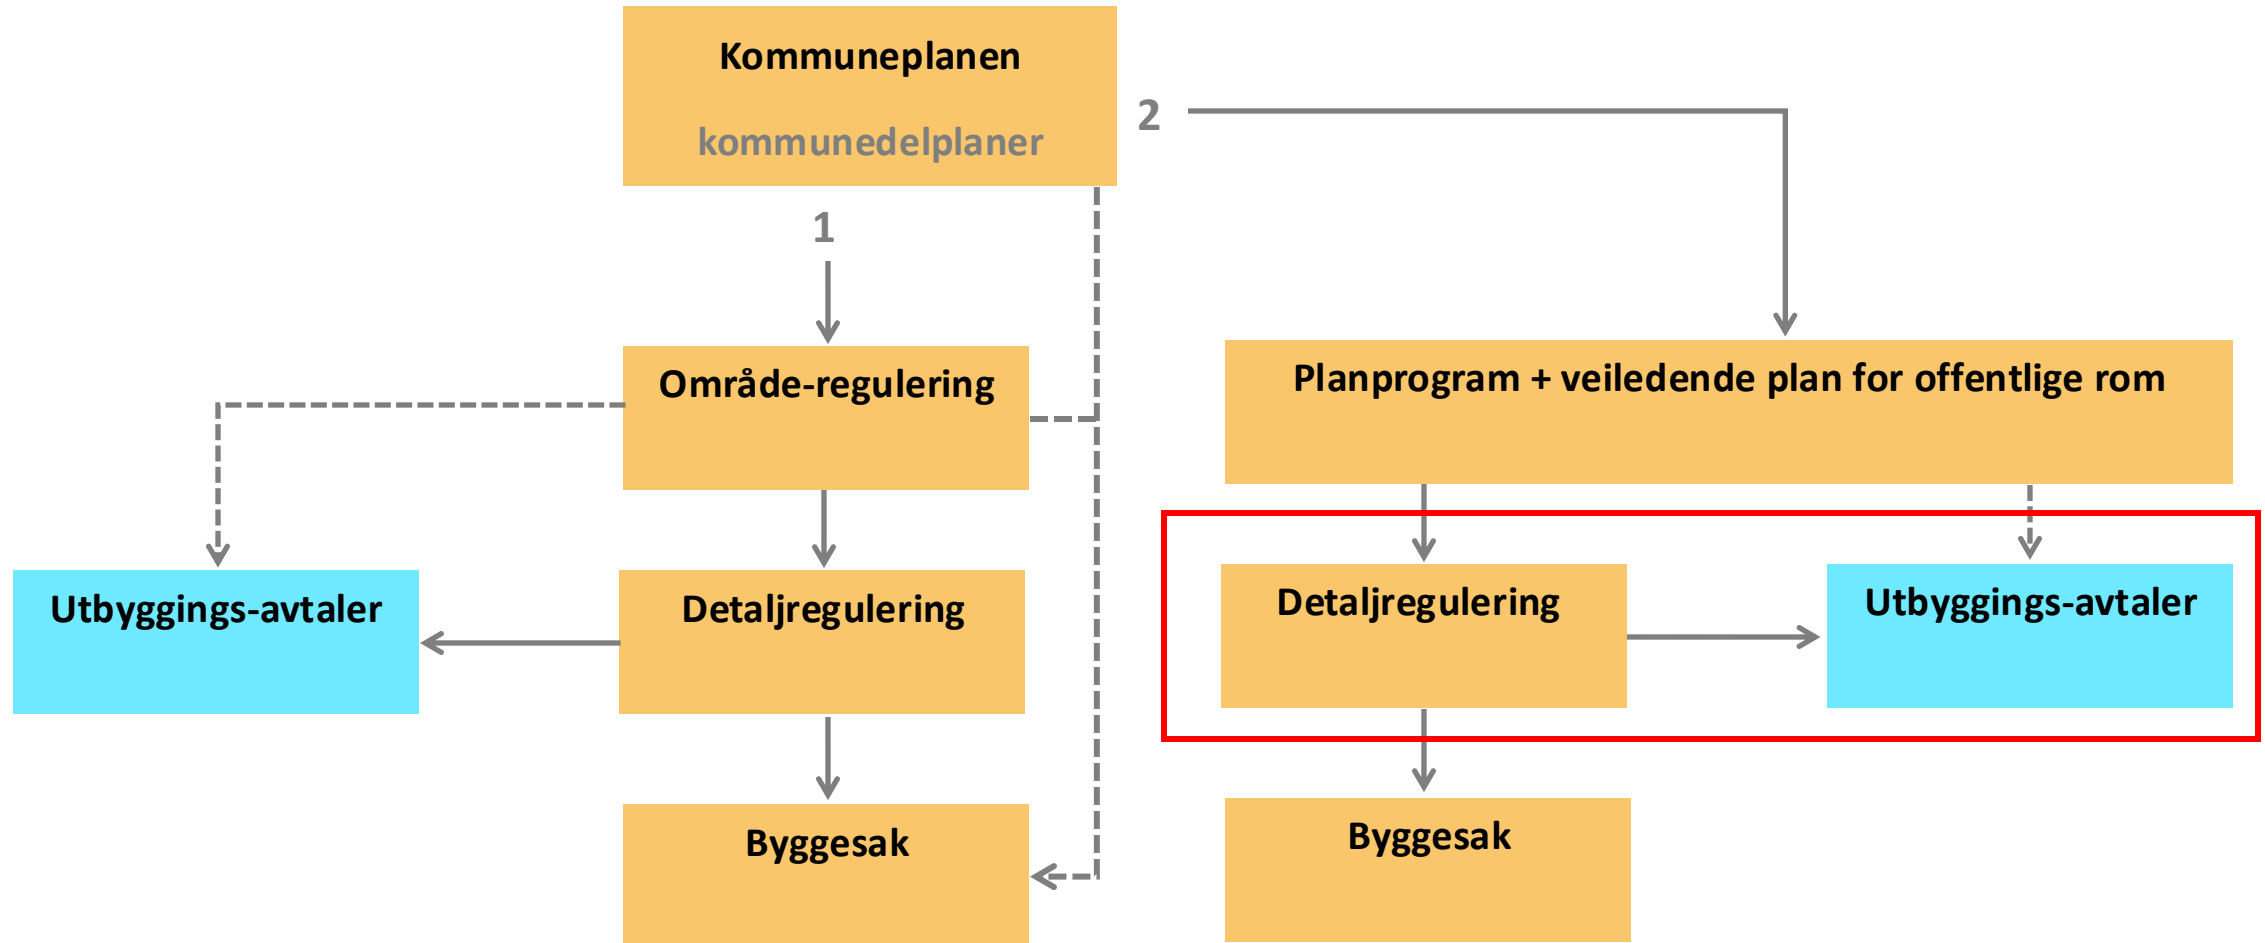 Kommuneplanen
kommunedelplaner
2
1
Område-regulering
Planprogram + veiledende plan for offentlige rom
Utbyggings-avtaler
Detaljregulering
Detaljregulering
Utbyggings-avtaler
Byggesak
Byggesak